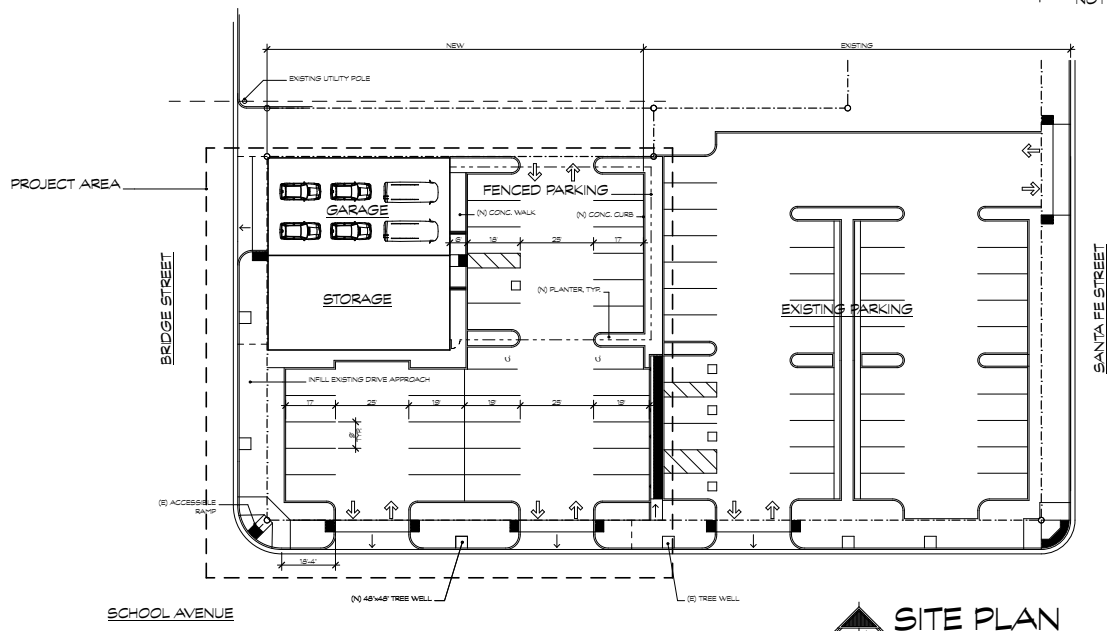 NOT
NEW
EXISTING
EXISTING UTILITY POLE
PROJECT AREA
FENCED PARKING
GARAGE
(N) CONC. WALK
(N) CONC. CURB
6'
18'
25'
17'
STORAGE
(N) PLANTER, TYP.
EXISTING PARKING
BRIDGE STREET
SANTA FE STREET
INFILL EXISTING DRIVE APPROACH
17'
25'
18'
18'
25'
18'
TYP.
(E) ACCESSIBLE
RAMP
18'-4"
(N) 48"x48" TREE WELL
(E) TREE WELL
SCHOOL AVENUE
SITE PLAN